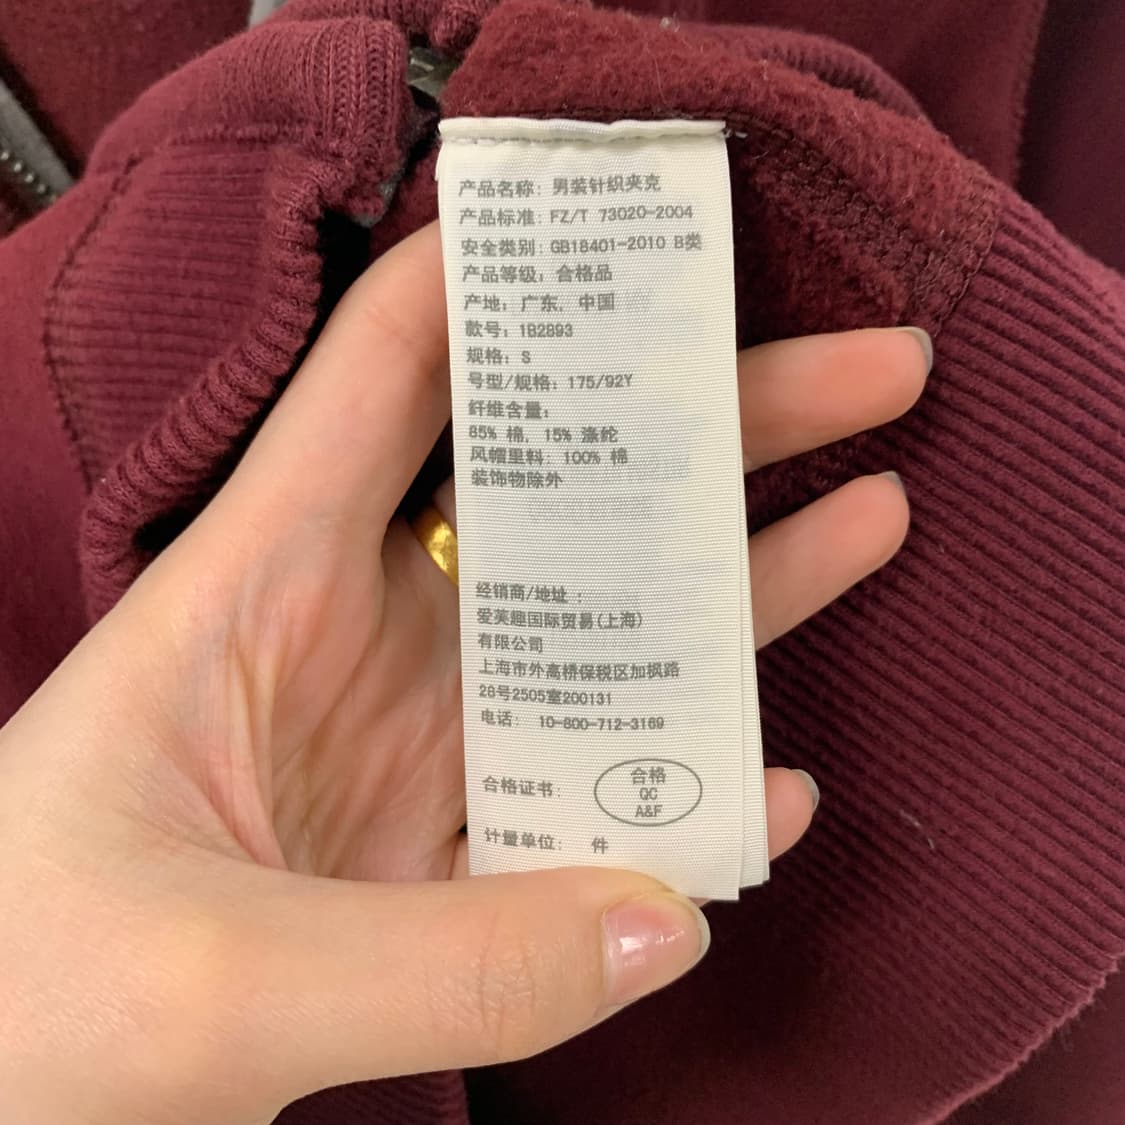 产品名称: 男装针织夹克
产品标准: FZ/T 73020-2004
安全类别: GB18401-2010 B类
产品等级: 合格品
产地: 广东, 中国
款号: 182893
规格: S
号型/规格: 175/92Y
纤维含量:
85% 棉, 15% 涤纶
风帽里料: 100% 棉
装饰物除外
经销商/地址 :
爱芙趣国际贸易(上海)
有限公司
上海市外高桥保税区加枫路
28号2505室200131
电话: 10-800-712-3169
合格证书:
合格
QC
A&F
计量单位: 件